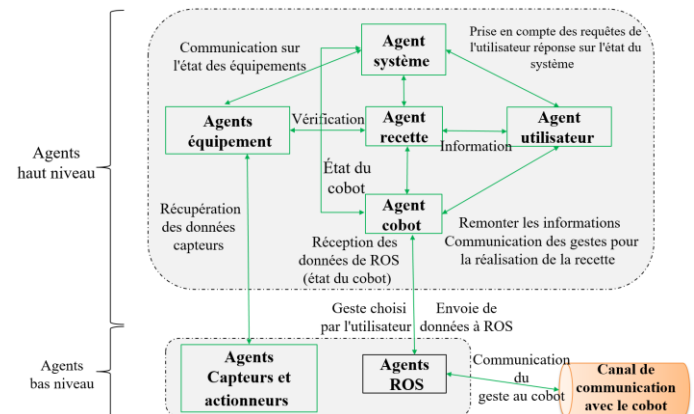 Communication sur
l'état des équipements
Agent
système
Prise en compte des requêtes de
l'utilisateur réponse sur l'état du
système
Agents
équipement
Vérification
Agent
recette
Information
Agent
utilisateur
Agents
haut niveau
État du
cobot
Agent
cobot
Récupération
des données
capteurs
Réception des
données de ROS
(état du cobot)
Remonter les informations
Communication des gestes pour
la réalisation de la recette
Geste choisi
par l'utilisateur
Envoie de
données à ROS
Agents
bas niveau
Agents
Capteurs et
actionneurs
Agents
ROS
Communication
du
geste au cobot
Canal de
communication
avec le cobot